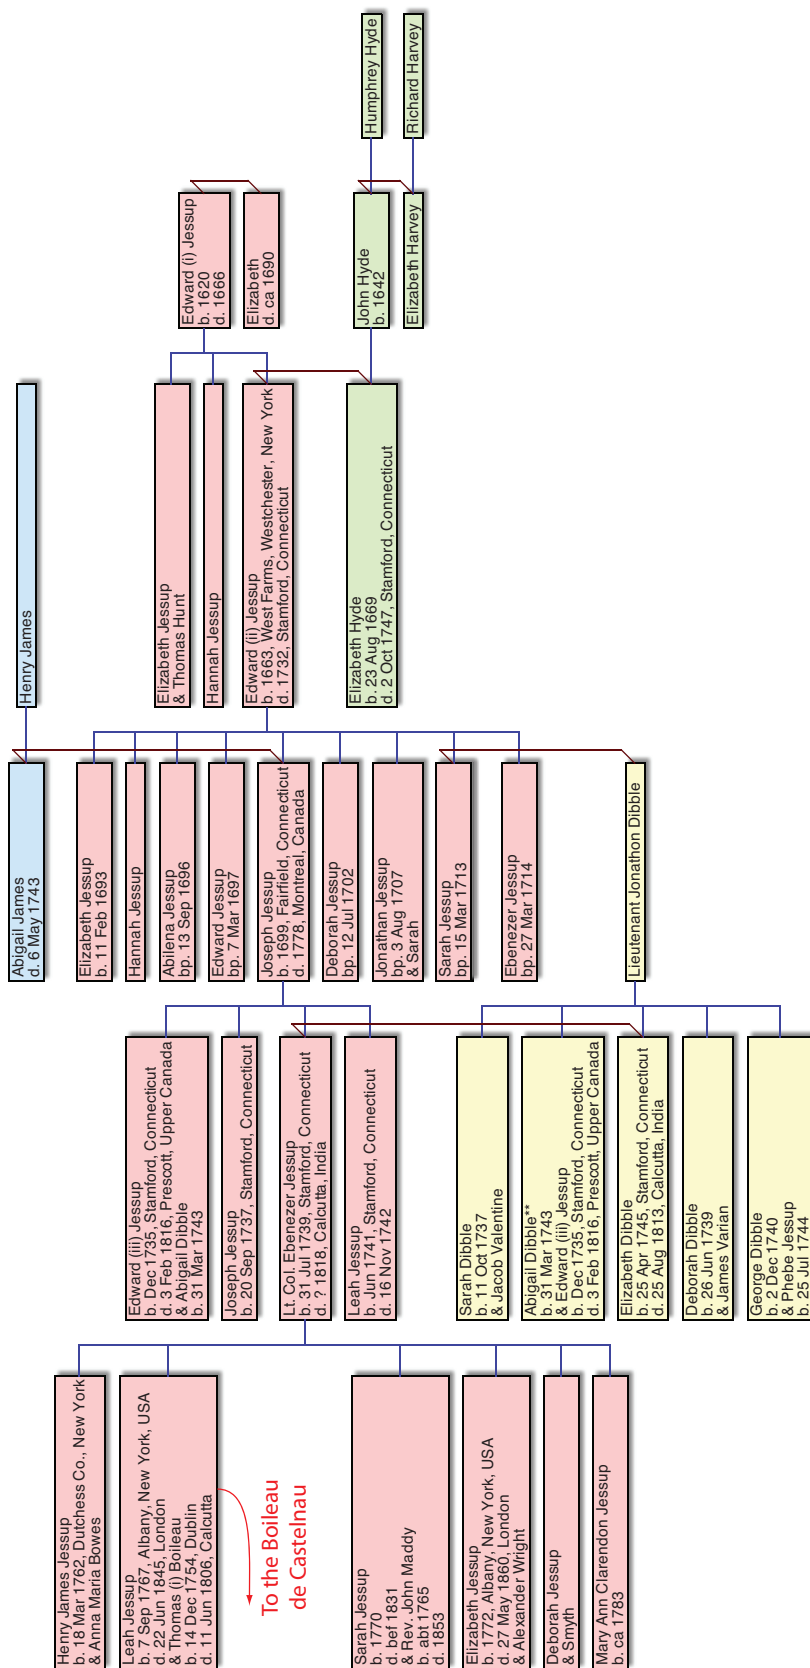 Humphrey Hyde
Richard Harvey
Edward (i) Jessup
b. 1620
d. 1666
Elizabeth
d. ca 1690
John Hyde
b. 1642
Elizabeth Harvey
Henry James
Elizabeth Jessup
& Thomas Hunt
Hannah Jessup
Edward (ii) Jessup
b. 1663, West Farms, Westchester, New York
d. 1732, Stamford, Connecticut
Elizabeth Hyde
b. 23 Aug 1669
d. 2 Oct 1747, Stamford, Connecticut
Abigail James
d. 6 May 1743
Elizabeth Jessup
b. 11 Feb 1693
Hannah Jessup
Abilena Jessup
bp. 13 Sep 1696
Edward Jessup
bp. 7 Mar 1697
Joseph Jessup
b. 1699, Fairfield, Connecticut
d. 1778, Montreal, Canada
Deborah Jessup
bp. 12 Jul 1702
Jonathan Jessup
bp. 3 Aug 1707
& Sarah
Sarah Jessup
bp. 15 Mar 1713
Ebenezer Jessup
bp. 27 Mar 1714
Lieutenant Jonathon Dibble
Edward (iii) Jessup
b. Dec 1735, Stamford, Connecticut
d. 3 Feb 1816, Prescott, Upper Canada
& Abigail Dibble
b. 31 Mar 1743
Joseph Jessup
b. 20 Sep 1737, Stamford, Connecticut
Lt. Col. Ebenezer Jessup
b. 31 Jul 1739, Stamford, Connecticut
d. ? 1818, Calcutta, India
Leah Jessup
b. Jun 1741, Stamford, Connecticut
d. 16 Nov 1742
Sarah Dibble
b. 11 Oct 1737
& Jacob Valentine
Abigail Dibble**
b. 31 Mar 1743
& Edward (iii) Jessup
b. Dec 1735, Stamford, Connecticut
d. 3 Feb 1816, Prescott, Upper Canada
Elizabeth Dibble
b. 25 Apr 1745, Stamford, Connecticut
d. 25 Aug 1813, Calcutta, India
Deborah Dibble
b. 26 Jun 1739
& James Varian
George Dibble
b. 2 Dec 1740
& Phebe Jessup
b. 25 Jul 1744
Henry James Jessup
b. 18 Mar 1762, Dutchess Co., New York
& Anna Maria Bowes
Leah Jessup
b. 7 Sep 1767, Albany, New York, USA
d. 22 Jun 1845, London
& Thomas (i) Boileau
b. 14 Dec 1754, Dublin
d. 11 Jun 1806, Calcutta
To the Boileau
de Castelnau
Sarah Jessup
b. 1770
d. bef 1831
& Rev. John Maddy
b. abt 1765
d. 1853
Elizabeth Jessup
b. 1772, Albany, New York, USA
d. 27 May 1860, London
& Alexander Wright
Deborah Jessup
& Smyth
Mary Ann Clarendon Jessup
b. ca 1783